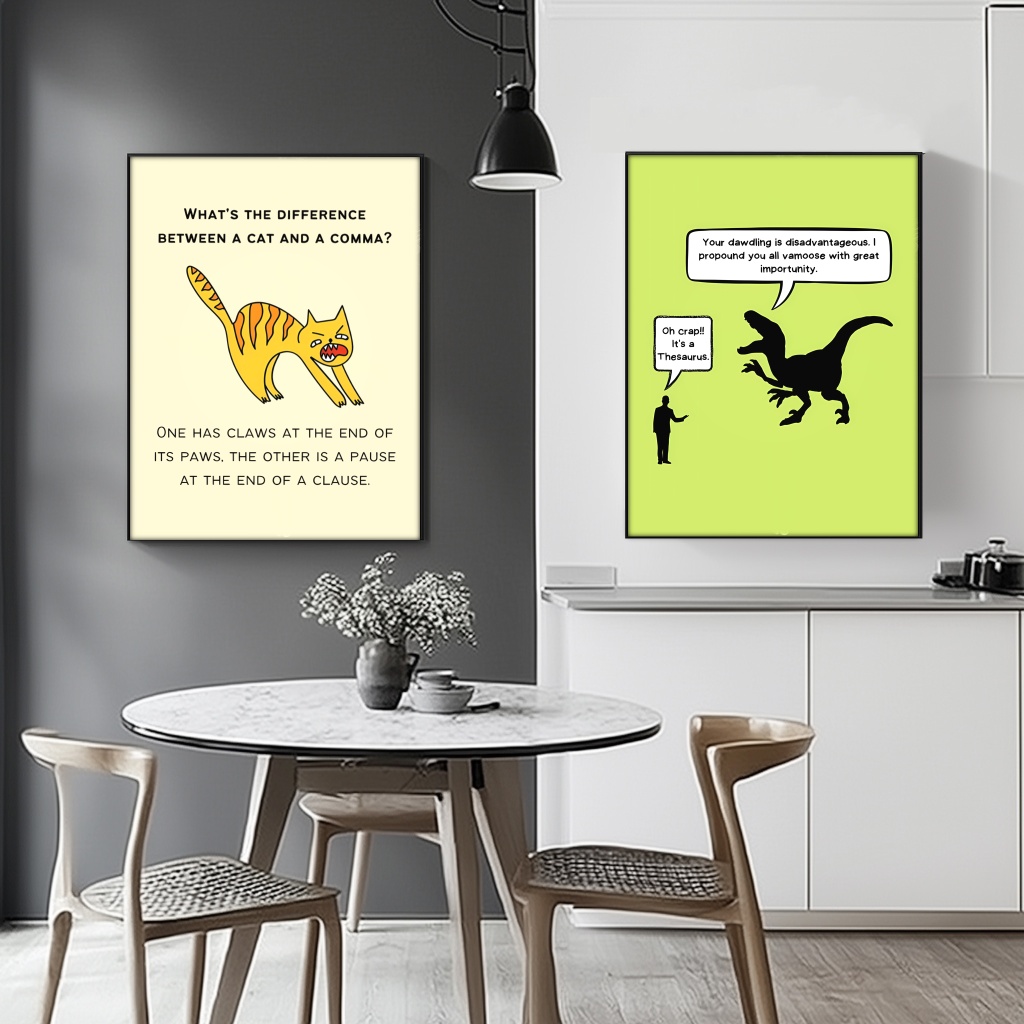 WHAT'S THE DIFFERENCE
BETWEEN A CAT AND A COMMA?
ONE HAS CLAWS AT THE END OF
ITS PAWS, THE OTHER IS A PAUSE
AT THE END OF A CLAUSE.
Your dawdling is disadvantageous. I
propound you all vamoose with great
importunity.
Oh crap!!
It's a
Thesaurus.